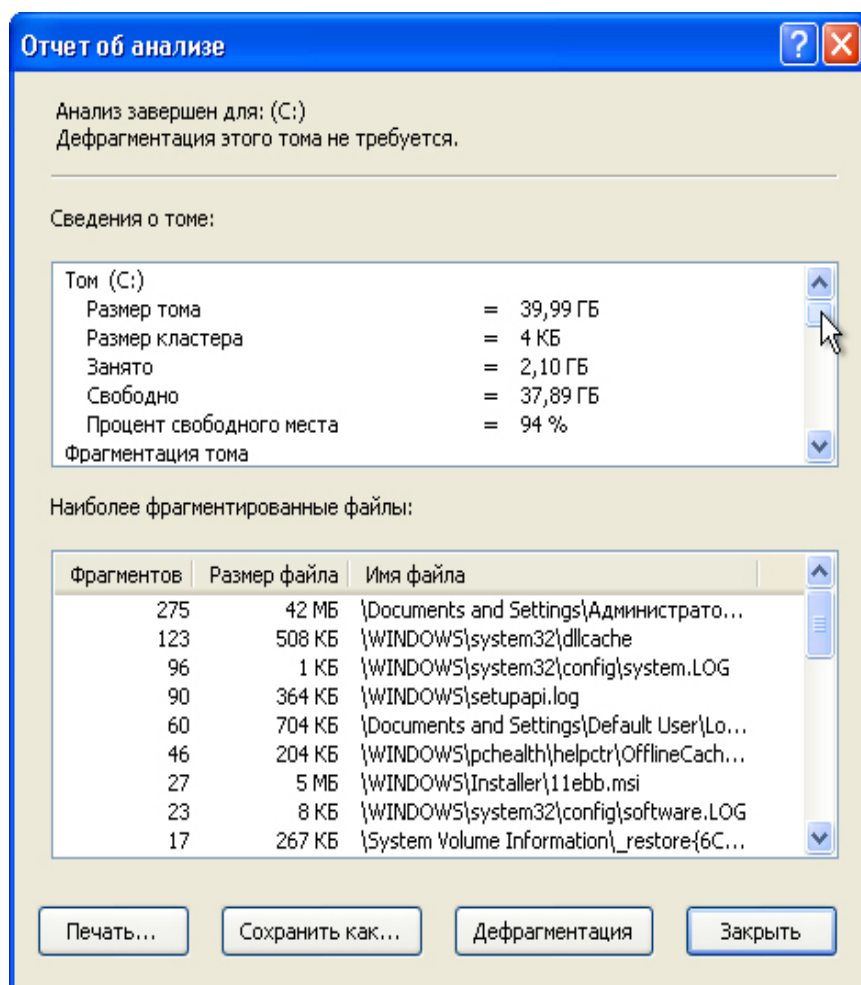 Отчет об анализе
Анализ завершен для: (C:)
Дефрагментация этого тома не требуется.
Сведения о томе:
Том (C:)
Размер тома = 39,99 ГБ
Размер кластера = 4 КБ
Занято = 2,10 ГБ
Свободно = 37,89 ГБ
Процент свободного места = 94 %
Фрагментация тома
Наиболее фрагментированные файлы:
Фрагментов Размер файла Имя файла
275 42 МБ \Documents and Settings\Администрато...
123 508 КБ \WINDOWS\system32\dllcache
96 1 КБ \WINDOWS\system32\config\system.LOG
90 364 КБ \WINDOWS\setupapi.log
60 704 КБ \Documents and Settings\Default User\Lo...
46 204 КБ \WINDOWS\pchealth\helpctr\OfflineCach...
27 5 МБ \WINDOWS\Installer\11ebb.msi
23 8 КБ \WINDOWS\system32\config\software.LOG
17 267 КБ \System Volume Information\_restore{6C...
Печать... Сохранить как... Дефрагментация Закрыть